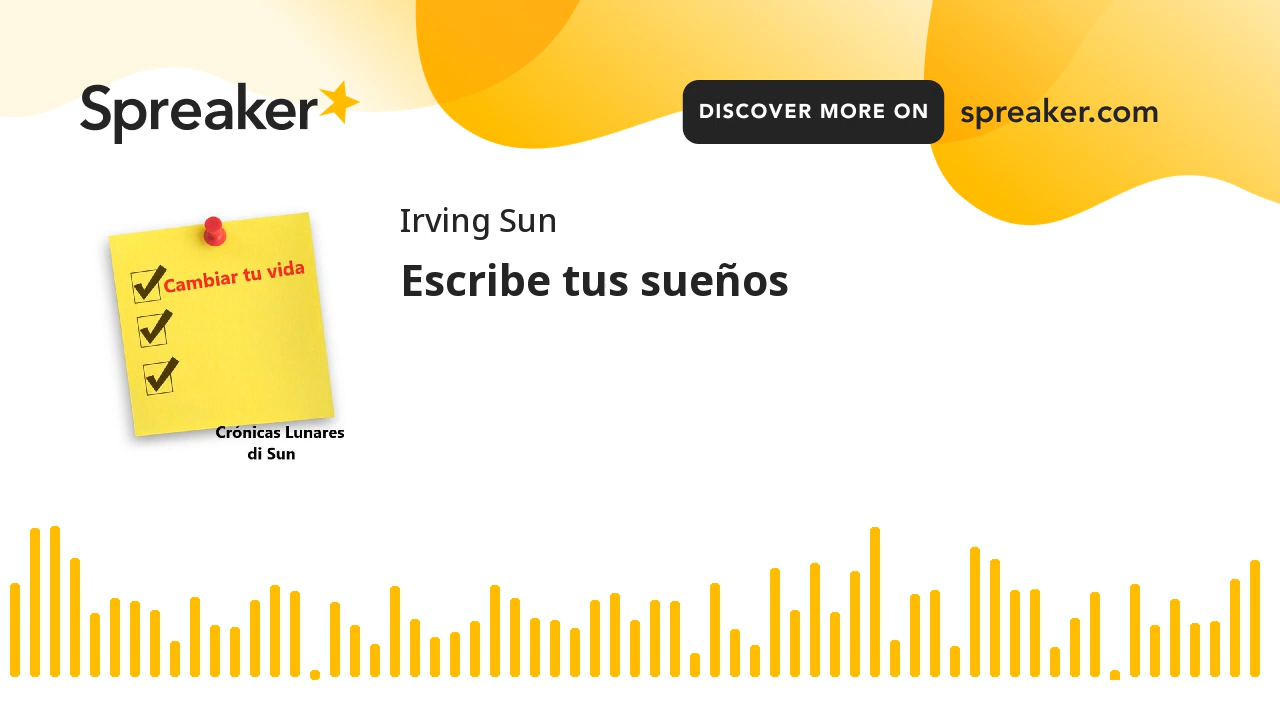 Spreaker
DISCOVER MORE ON
spreaker.com
Irving Sun
Escribe tus sueños
Cambiar tu vida
Crónicas Lunares
di Sun